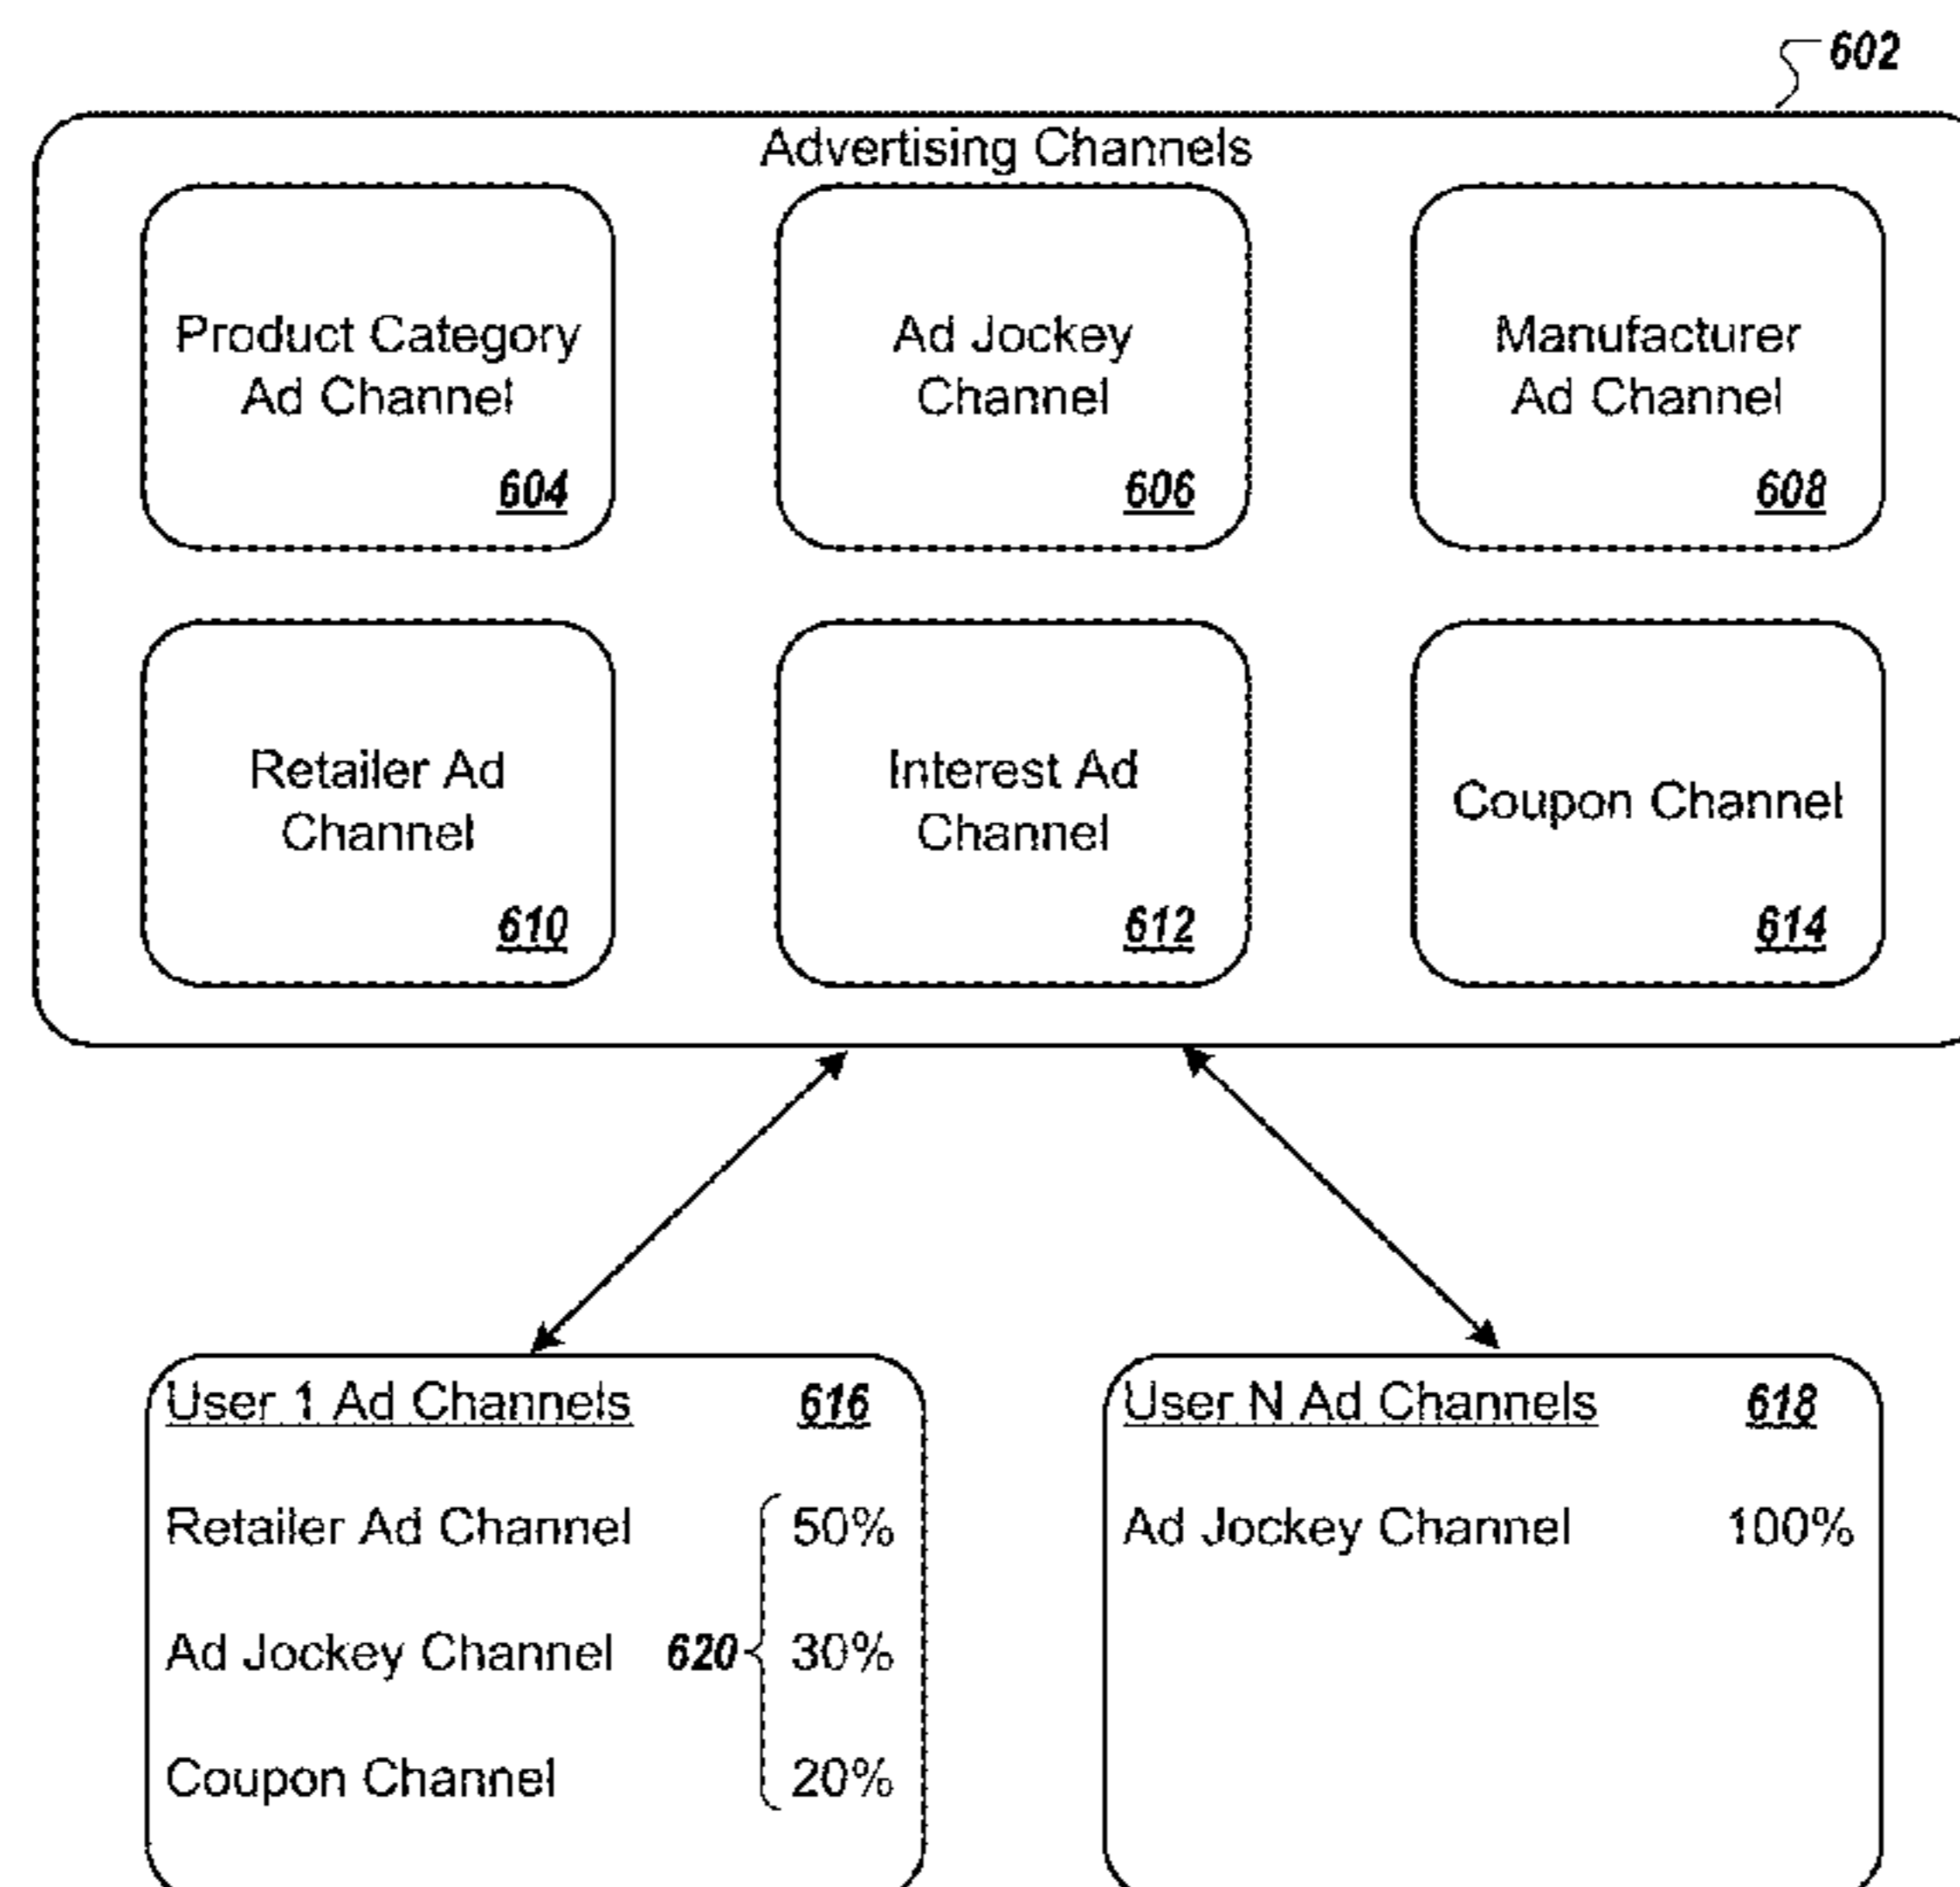 602
Advertising Channels
Product Category
Ad Channel
604
Ad Jockey
Channel
606
Manufacturer
Ad Channel
608
Retailer Ad
Channel
610
Interest Ad
Channel
612
Coupon Channel
614
User 1 Ad Channels 616
Retailer Ad Channel 50%
Ad Jockey Channel 620 30%
Coupon Channel 20%
User N Ad Channels 618
Ad Jockey Channel 100%